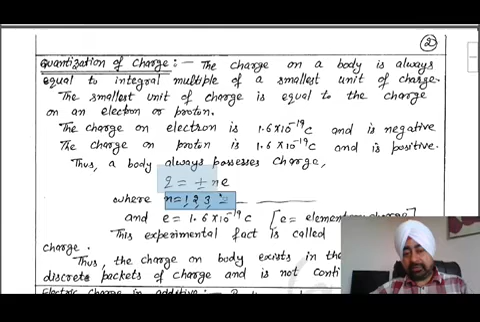 2
Quantization of Charge :- The charge on a body is always
equal to integral multiple of a smallest unit of charge.
The smallest unit of charge is equal to the charge
on an electron or proton.
The charge on electron is 1.6×10⁻¹⁹C and is negative
The charge on proton is 1.6×10⁻¹⁹C and is positive.
Thus, a body always possesses charge,
q = ± ne
where n = 1, 2, 3,
and e = 1.6×10⁻¹⁹C [e = elementary charge]
This experimental fact is called
charge.
Thus, the charge on body exists in the
discrete packets of charge and is not
Electric charge is additive :-